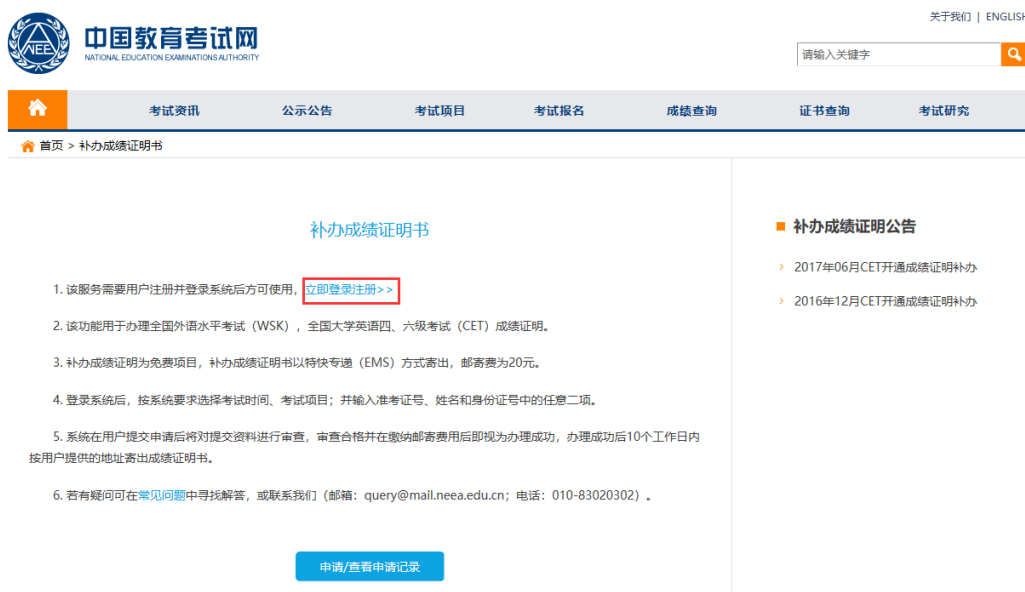 关于我们 | ENGLISH
NEE
中国教育考试网
NATIONAL EDUCATION EXAMINATIONS AUTHORITY
请输入关键字
考试资讯 公示公告 考试项目 考试报名 成绩查询 证书查询 考试研究
首页 > 补办成绩证明书
补办成绩证明书
1. 该服务需要用户注册并登录系统后方可使用，立即登录注册>>
2. 该功能用于办理全国外语水平考试（WSK），全国大学英语四、六级考试（CET）成绩证明。
3. 补办成绩证明为免费项目，补办成绩证明书以特快专递（EMS）方式寄出，邮寄费为20元。
4. 登录系统后，按系统要求选择考试时间、考试项目；并输入准考证号、姓名和身份证号中的任意二项。
5. 系统在用户提交申请后将对提交资料进行审查，审查合格并在缴纳邮寄费用后即视为办理成功，办理成功后10个工作日内
按用户提供的地址寄出成绩证明书。
6. 若有疑问可在常见问题中寻找解答，或联系我们（邮箱：query@mail.neea.edu.cn；电话：010-83020302）。
申请/查看申请记录
补办成绩证明公告
2017年06月CET开通成绩证明补办
2016年12月CET开通成绩证明补办